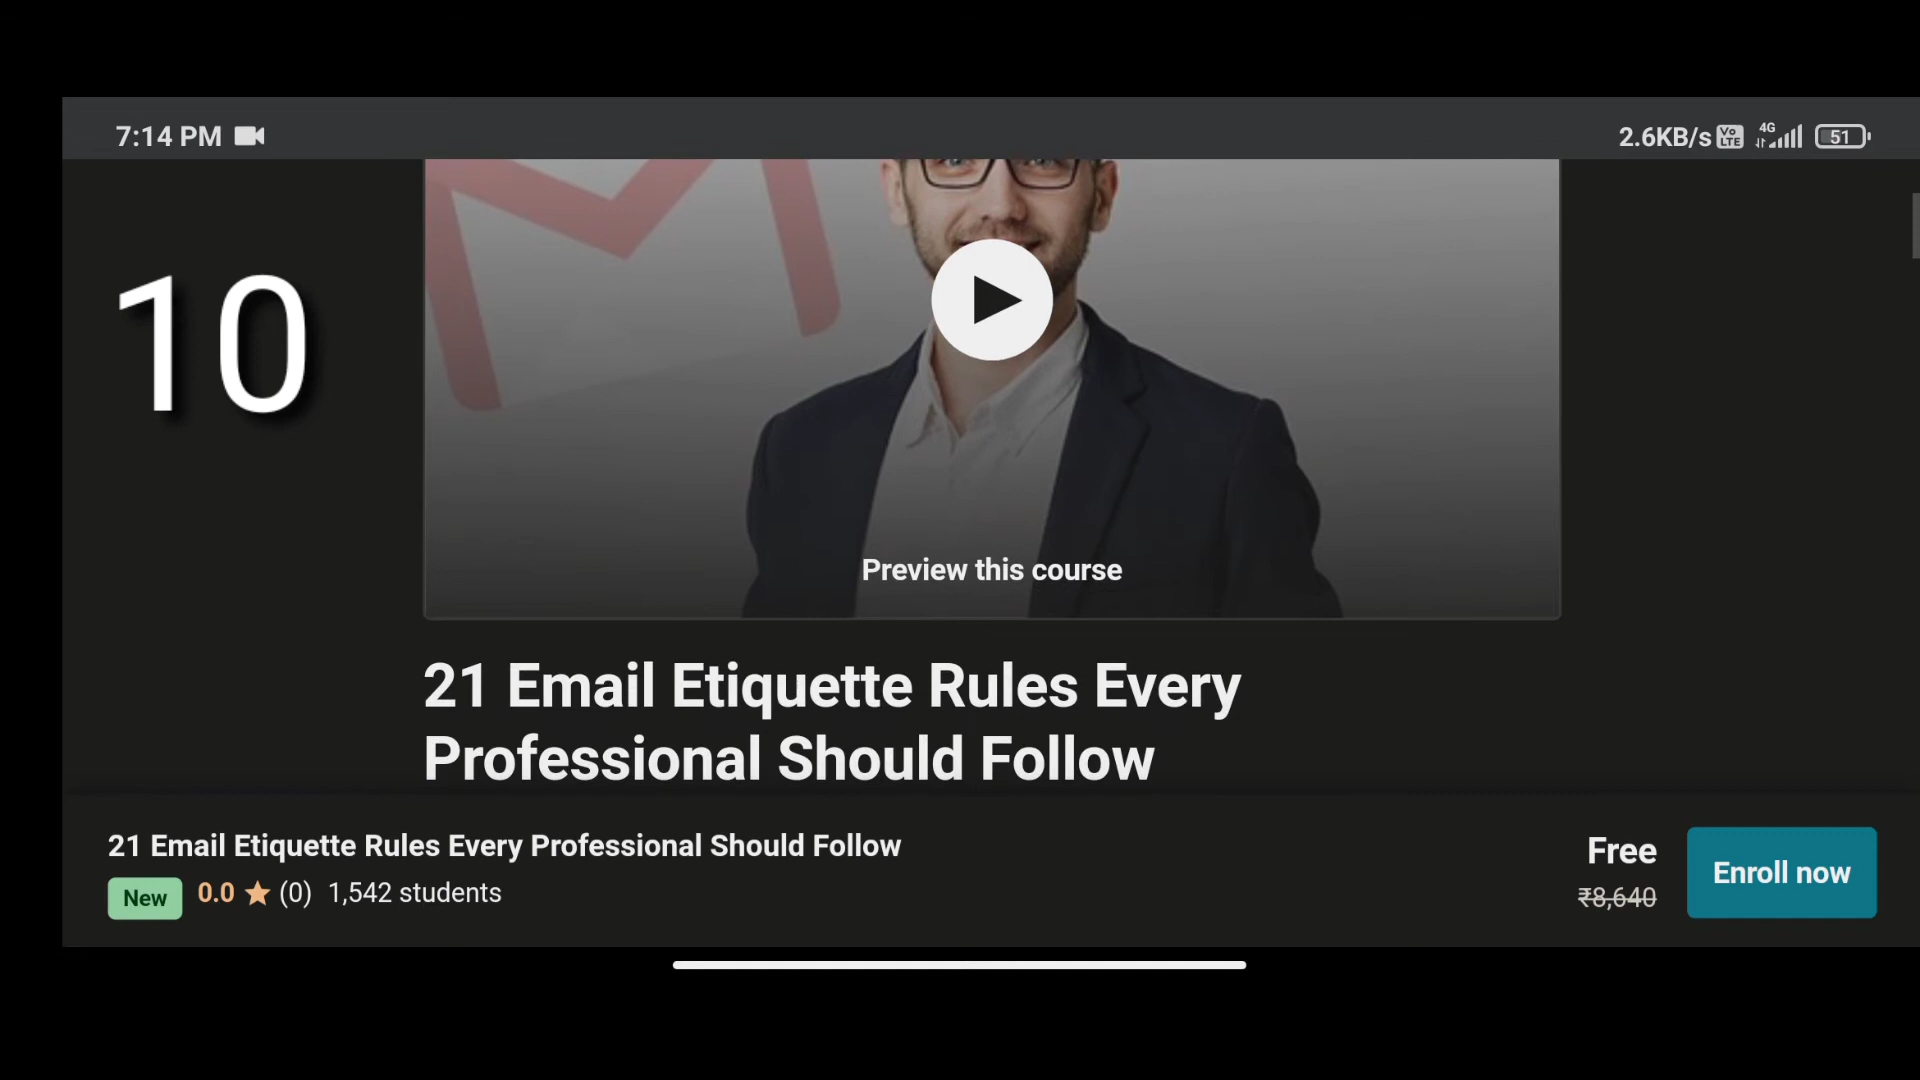 7:14 PM
2.6KB/s Vo LTE 4G 51
10
Preview this course
21 Email Etiquette Rules Every
Professional Should Follow
21 Email Etiquette Rules Every Professional Should Follow
New 0.0 (0) 1,542 students
Free
₹8,640
Enroll now